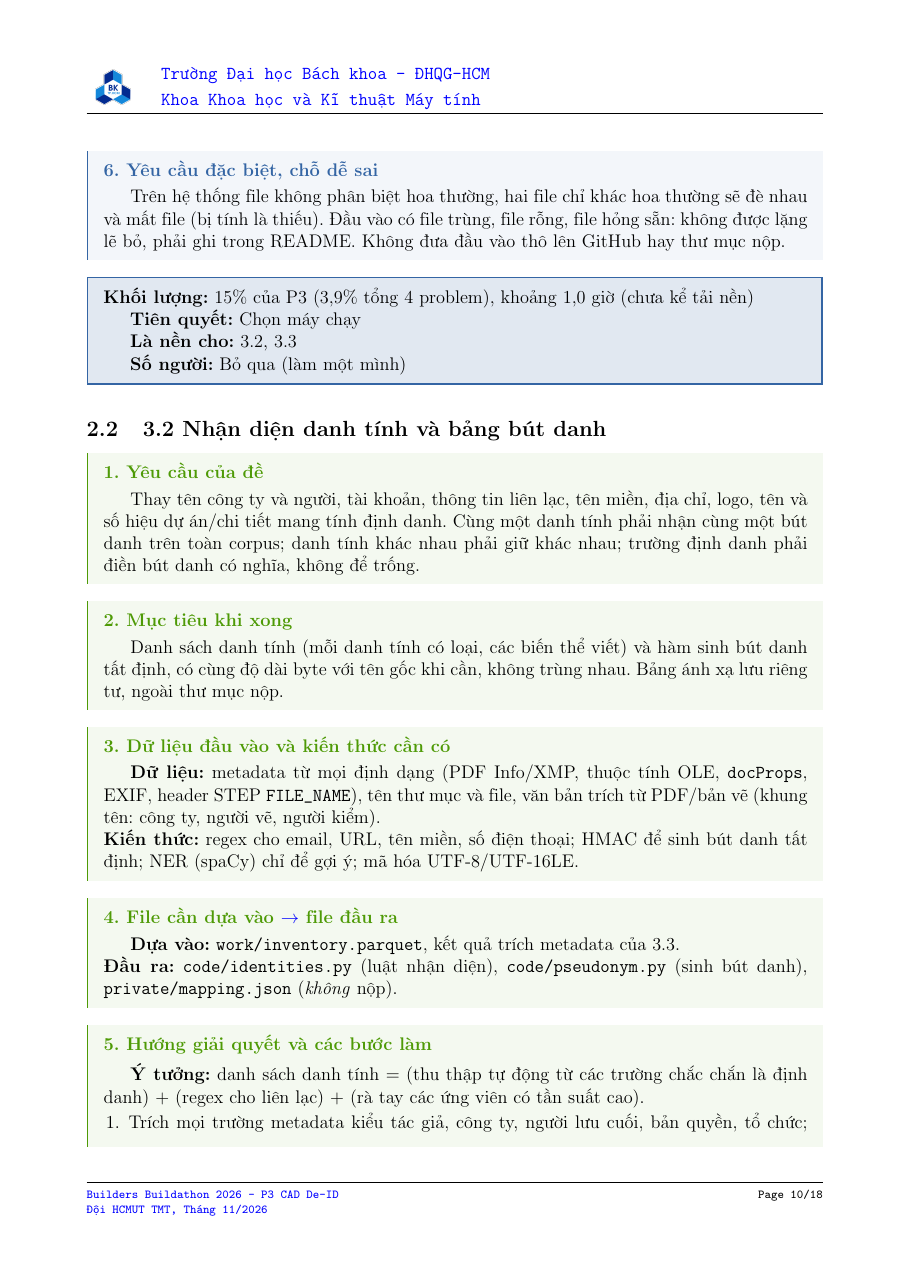 BK
Trường Đại học Bách khoa - ĐHQG-HCM
Khoa Khoa học và Kĩ thuật Máy tính
6. Yêu cầu đặc biệt, chỗ dễ sai
Trên hệ thống file không phân biệt hoa thường, hai file chỉ khác hoa thường sẽ đè nhau
và mất file (bị tính là thiếu). Đầu vào có file trùng, file rỗng, file hỏng sẵn: không được lặng
lẽ bỏ, phải ghi trong README. Không đưa đầu vào thô lên GitHub hay thư mục nộp.
Khối lượng: 15% của P3 (3,9% tổng 4 problem), khoảng 1,0 giờ (chưa kể tải nền)
Tiên quyết: Chọn máy chạy
Là nền cho: 3.2, 3.3
Số người: Bỏ qua (làm một mình)
2.2 3.2 Nhận diện danh tính và bảng bút danh
1. Yêu cầu của đề
Thay tên công ty và người, tài khoản, thông tin liên lạc, tên miền, địa chỉ, logo, tên và
số hiệu dự án/chi tiết mang tính định danh. Cùng một danh tính phải nhận cùng một bút
danh trên toàn corpus; danh tính khác nhau phải giữ khác nhau; trường định danh phải
điền bút danh có nghĩa, không để trống.
2. Mục tiêu khi xong
Danh sách danh tính (mỗi danh tính có loại, các biến thể viết) và hàm sinh bút danh
tất định, có cùng độ dài byte với tên gốc khi cần, không trùng nhau. Bảng ánh xạ lưu riêng
tư, ngoài thư mục nộp.
3. Dữ liệu đầu vào và kiến thức cần có
Dữ liệu: metadata từ mọi định dạng (PDF Info/XMP, thuộc tính OLE, docProps,
EXIF, header STEP FILE_NAME), tên thư mục và file, văn bản trích từ PDF/bản vẽ (khung
tên: công ty, người vẽ, người kiểm).
Kiến thức: regex cho email, URL, tên miền, số điện thoại; HMAC để sinh bút danh tất
định; NER (spaCy) chỉ để gợi ý; mã hóa UTF-8/UTF-16LE.
4. File cần dựa vào → file đầu ra
Dựa vào: work/inventory.parquet, kết quả trích metadata của 3.3.
Đầu ra: code/identities.py (luật nhận diện), code/pseudonym.py (sinh bút danh),
private/mapping.json (không nộp).
5. Hướng giải quyết và các bước làm
Ý tưởng: danh sách danh tính = (thu thập tự động từ các trường chắc chắn là định
danh) + (regex cho liên lạc) + (rà tay các ứng viên có tần suất cao).
1. Trích mọi trường metadata kiểu tác giả, công ty, người lưu cuối, bản quyền, tổ chức;
Builders Buildathon 2026 - P3 CAD De-ID
Page 10/18
Đội HCMUT TMT, Tháng 11/2026